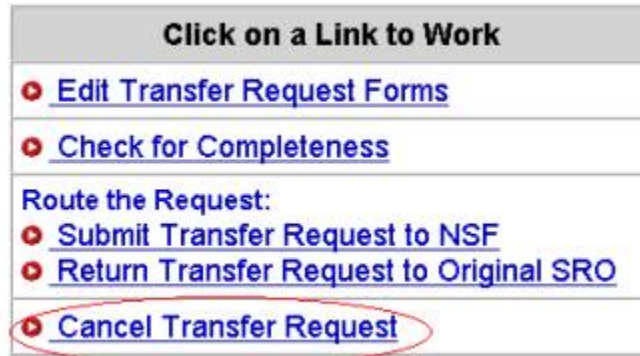 Click on a Link to Work
Edit Transfer Request Forms
Check for Completeness
Route the Request:
Submit Transfer Request to NSF
Return Transfer Request to Original SRO
Cancel Transfer Request